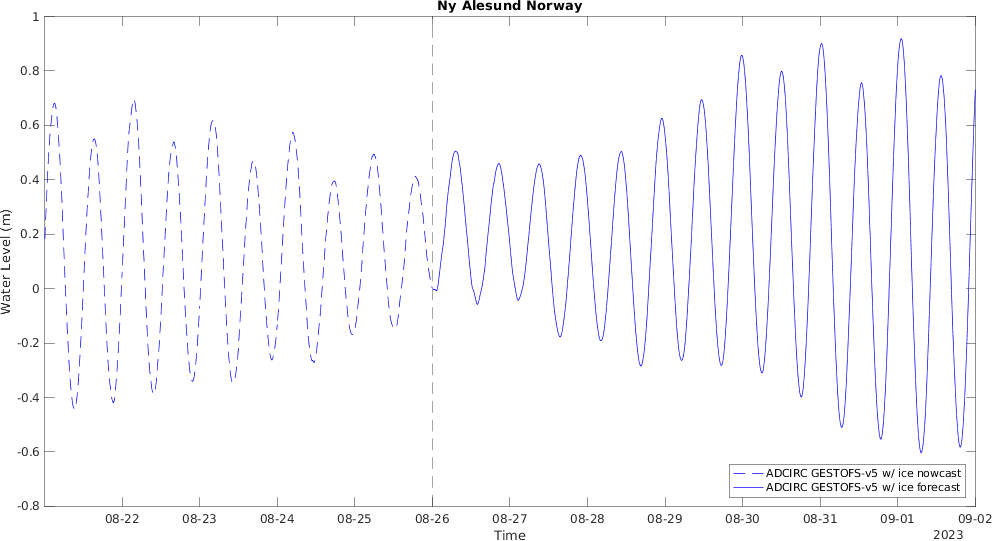 Ny Alesund Norway
1
0.8
0.6
0.4
0.2
0
-0.2
-0.4
-0.6
-0.8
Water Level (m)
ADCIRC GESTOFS-v5 w/ ice nowcast
ADCIRC GESTOFS-v5 w/ ice forecast
08-22 08-23 08-24 08-25 08-26 08-27 08-28 08-29 08-30 08-31 09-01 09-02
Time
2023